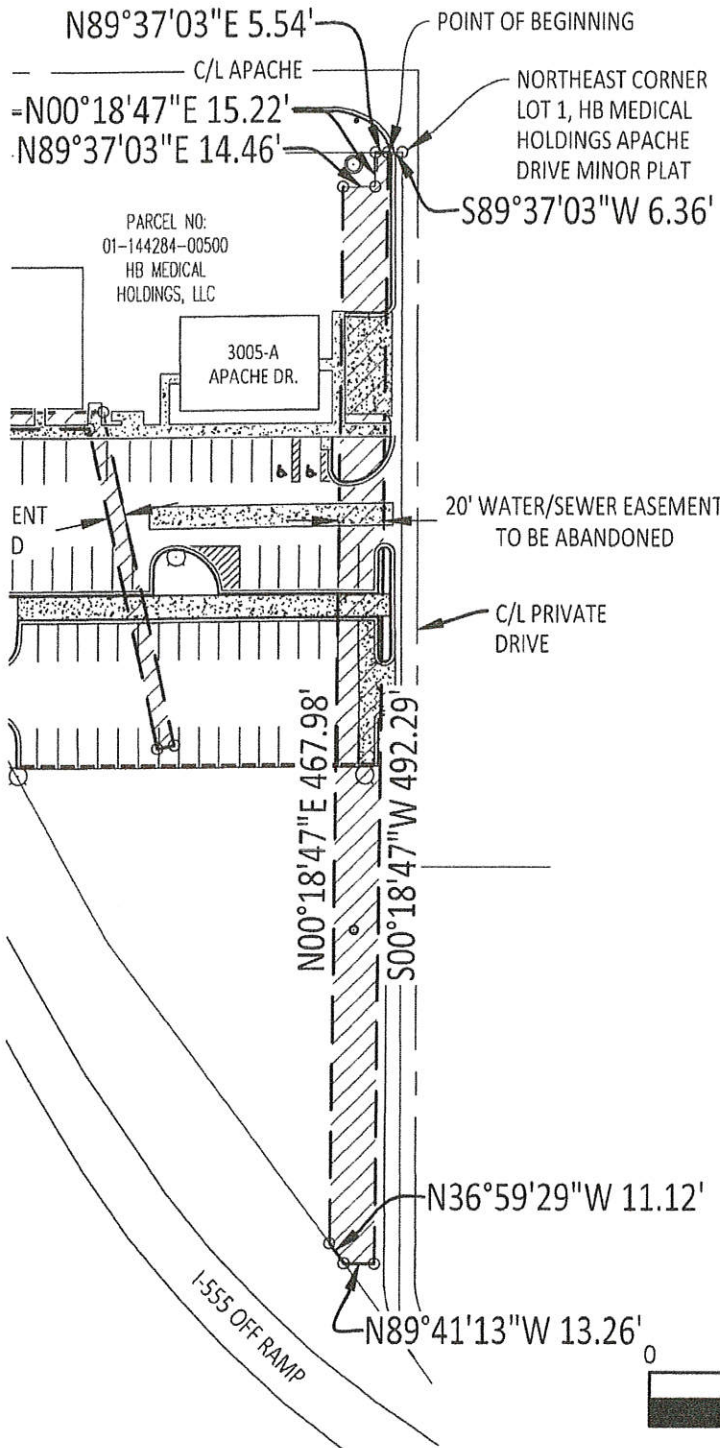 N89°37'03"E 5.54'
POINT OF BEGINNING
C/L APACHE
N00°18'47"E 15.22'
N89°37'03"E 14.46'
NORTHEAST CORNER
LOT 1, HB MEDICAL
HOLDINGS APACHE
DRIVE MINOR PLAT
S89°37'03"W 6.36'
PARCEL NO:
01-144284-00500
HB MEDICAL
HOLDINGS, LLC
3005-A
APACHE DR.
ENT
D
20' WATER/SEWER EASEMENT
TO BE ABANDONED
C/L PRIVATE
DRIVE
N00°18'47"E 467.98'
S00°18'47"W 492.29'
N36°59'29"W 11.12'
N89°41'13"W 13.26'
I-555 OFF RAMP
0